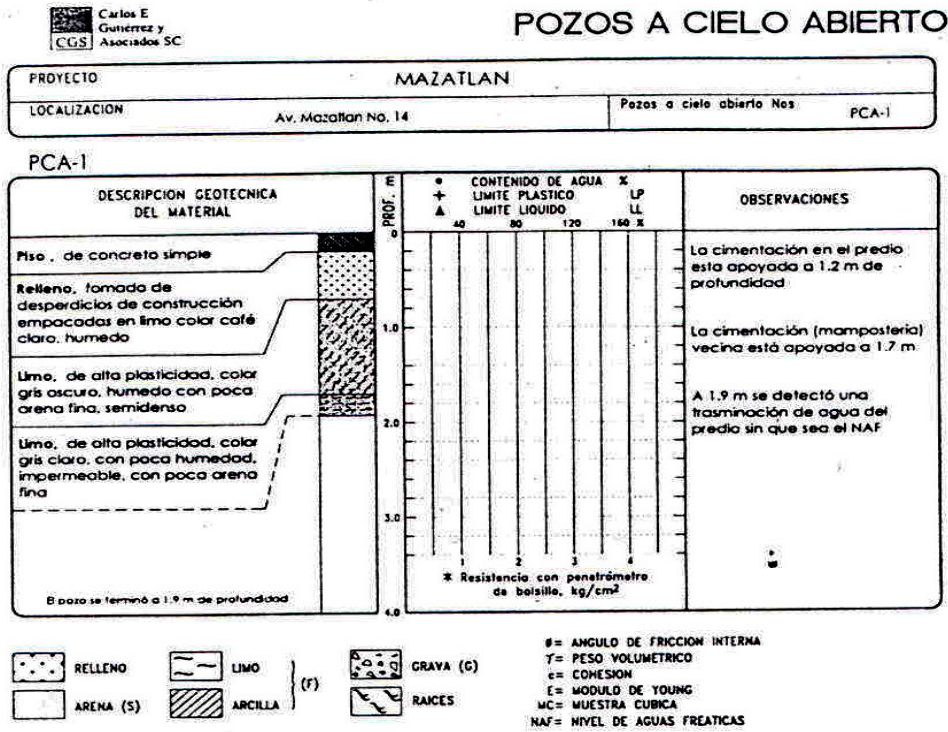 Carlos E
Gutiérrez y
CGS Asociados SC
POZOS A CIELO ABIERTO
PROYECTO
MAZATLAN
LOCALIZACION
Av. Mazatlan No. 14
Pozos a cielo abierto Nos
PCA-1
PCA-1
DESCRIPCION GEOTECNICA
DEL MATERIAL
PROF. m
• CONTENIDO DE AGUA %
+ LIMITE PLASTICO LP
▲ LIMITE LIQUIDO LL
40 80 120 160 %
OBSERVACIONES
Piso, de concreto simple
Relleno, tomada de
desperdicios de construcción
empacadas en limo color café
claro, humedo
Limo, de alta plasticidad, color
gris oscuro, humedo con poca
arena fina, semidenso
Limo, de alta plasticidad, color
gris claro, con poca humedad,
impermeable, con poca arena
fina
El pozo se terminó a 1.9 m de profundidad
0
1.0
2.0
3.0
4.0
1 2 3 4
* Resistencia con penetrómetro
de bolsillo, kg/cm2
La cimentación en el predio
esta apoyada a 1.2 m de
profundidad
La cimentación (mamposteria)
vecina está apoyada a 1.7 m
A 1.9 m se detectó una
trasminación de agua del
predio sin que sea el NAF
RELLENO
LIMO
GRAVA (G)
ARENA (S)
ARCILLA
(F)
RAICES
ø= ANGULO DE FRICCION INTERNA
γ= PESO VOLUMETRICO
c= COHESION
E= MODULO DE YOUNG
MC= MUESTRA CUBICA
NAF= NIVEL DE AGUAS FREATICAS